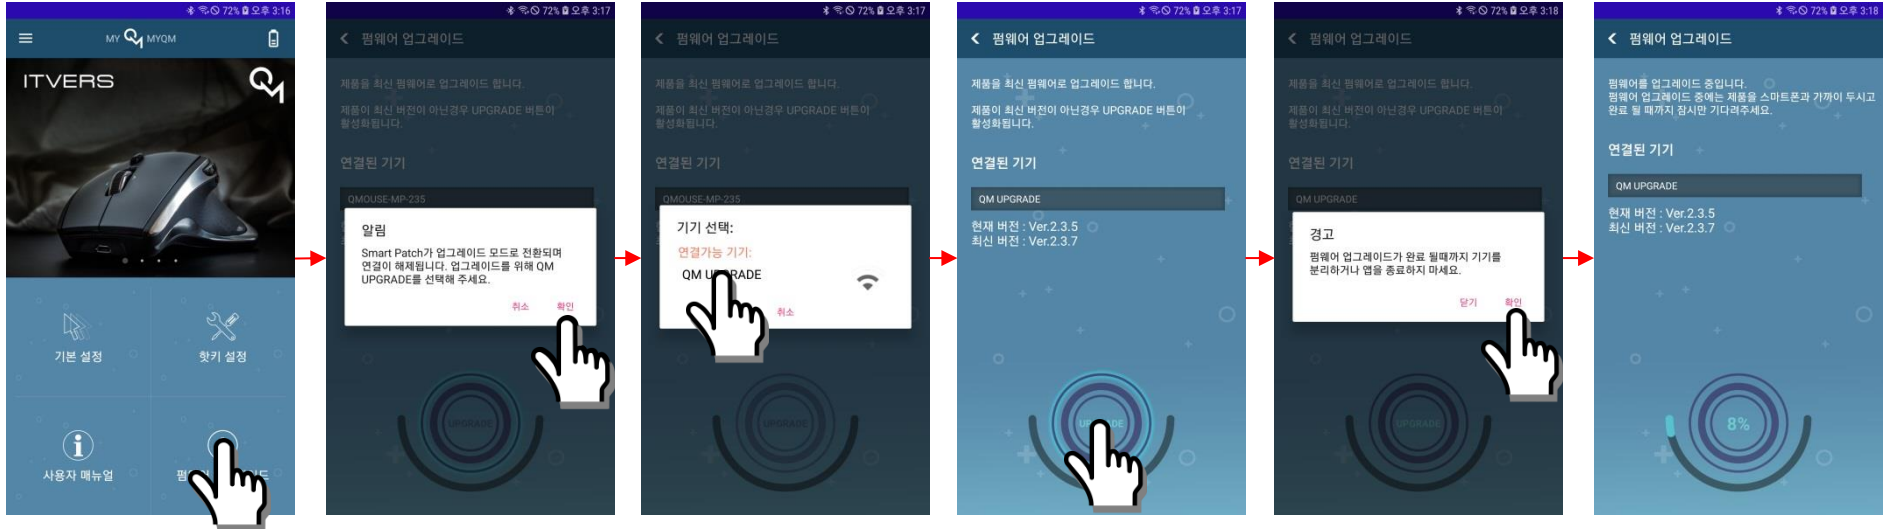 72% 오후 3:16
MY QM MYQM
ITVERS
QM
기본 설정
핫키 설정
사용자 매뉴얼
72% 오후 3:17
펌웨어 업그레이드
제품을 최신 펌웨어로 업그레이드 합니다.
제품이 최신 버전이 아닌경우 UPGRADE 버튼이
활성화됩니다.
연결된 기기
QMOUSE-MP-235
알림
Smart Patch가 업그레이드 모드로 전환되며
연결이 해제됩니다. 업그레이드를 위해 QM
UPGRADE를 선택해 주세요.
취소 확인
UPGRADE
72% 오후 3:17
펌웨어 업그레이드
제품을 최신 펌웨어로 업그레이드 합니다.
제품이 최신 버전이 아닌경우 UPGRADE 버튼이
활성화됩니다.
연결된 기기
QMOUSE-MP-235
기기 선택:
연결가능 기기:
QM UPGRADE
취소
UPGRADE
72% 오후 3:17
펌웨어 업그레이드
제품을 최신 펌웨어로 업그레이드 합니다.
제품이 최신 버전이 아닌경우 UPGRADE 버튼이
활성화됩니다.
연결된 기기
QM UPGRADE
현재 버전 : Ver.2.3.5
최신 버전 : Ver.2.3.7
72% 오후 3:18
펌웨어 업그레이드
제품을 최신 펌웨어로 업그레이드 합니다.
제품이 최신 버전이 아닌경우 UPGRADE 버튼이
활성화됩니다.
연결된 기기
QM UPGRADE
경고
펌웨어 업그레이드가 완료 될때까지 기기를
분리하거나 앱을 종료하지 마세요.
닫기 확인
UPGRADE
72% 오후 3:18
펌웨어 업그레이드
펌웨어를 업그레이드 중입니다.
펌웨어 업그레이드 중에는 제품을 스마트폰과 가까이 두시고
완료 될 때까지 잠시만 기다려주세요.
연결된 기기
QM UPGRADE
현재 버전 : Ver.2.3.5
최신 버전 : Ver.2.3.7
8%